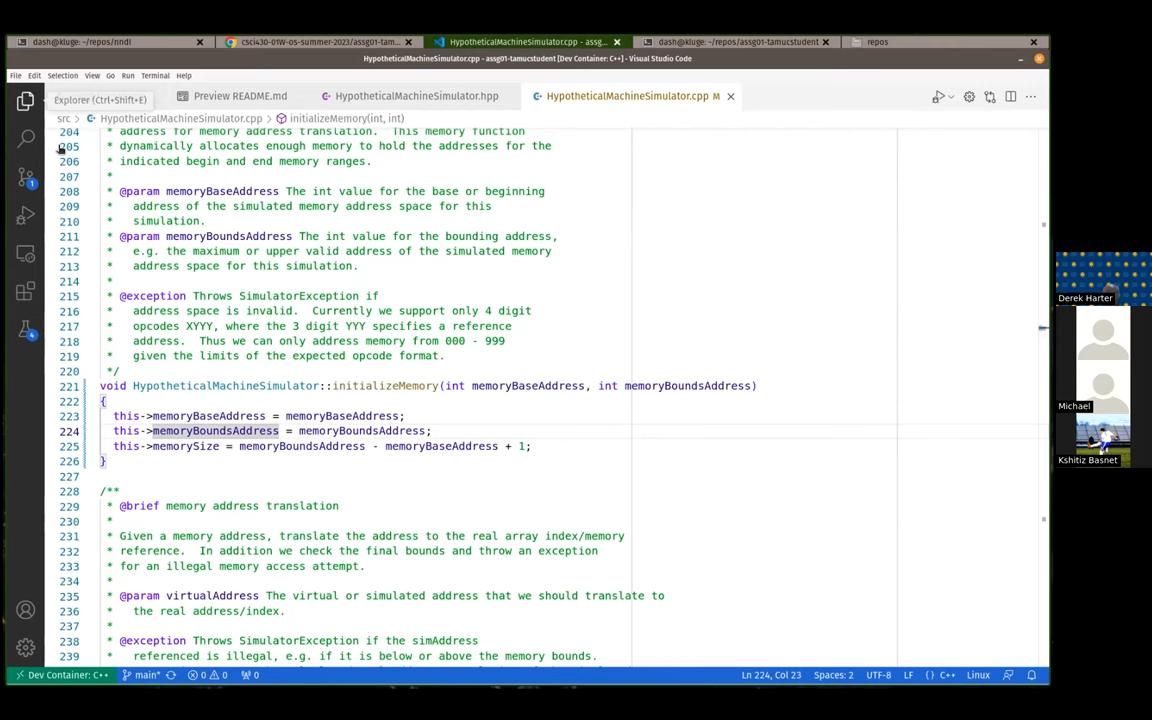 dash@kluge: ~/repos/nndl
csci430-01W-os-summer-2023/assg01-tam...
HypotheticalMachineSimulator.cpp - assg...
dash@kluge: ~/repos/assg01-tamucstudent
repos
HypotheticalMachineSimulator.cpp - assg01-tamucstudent [Dev Container: C++] - Visual Studio Code
File Edit Selection View Go Run Terminal Help
Explorer (Ctrl+Shift+E)
Preview README.md
HypotheticalMachineSimulator.hpp
HypotheticalMachineSimulator.cpp M
src > HypotheticalMachineSimulator.cpp > initializeMemory(int, int)
204 * address for memory address translation. This memory function
205 * dynamically allocates enough memory to hold the addresses for the
206 * indicated begin and end memory ranges.
207 *
208 * @param memoryBaseAddress The int value for the base or beginning
209 * address of the simulated memory address space for this
210 * simulation.
211 * @param memoryBoundsAddress The int value for the bounding address,
212 * e.g. the maximum or upper valid address of the simulated memory
213 * address space for this simulation.
214 *
215 * @exception Throws SimulatorException if
216 * address space is invalid. Currently we support only 4 digit
217 * opcodes XYYY, where the 3 digit YYY specifies a reference
218 * address. Thus we can only address memory from 000 - 999
219 * given the limits of the expected opcode format.
220 */
221 void HypotheticalMachineSimulator::initializeMemory(int memoryBaseAddress, int memoryBoundsAddress)
222 {
223 this->memoryBaseAddress = memoryBaseAddress;
224 this->memoryBoundsAddress = memoryBoundsAddress;
225 this->memorySize = memoryBoundsAddress - memoryBaseAddress + 1;
226 }
227
228 /**
229 * @brief memory address translation
230 *
231 * Given a memory address, translate the address to the real array index/memory
232 * reference. In addition we check the final bounds and throw an exception
233 * for an illegal memory access attempt.
234 *
235 * @param virtualAddress The virtual or simulated address that we should translate to
236 * the real address/index.
237 *
238 * @exception Throws SimulatorException if the simAddress
239 * referenced is illegal, e.g. if it is below or above the memory bounds.
1
4
Dev Container: C++ main* 0 0 0 Ln 224, Col 23 Spaces: 2 UTF-8 LF {} C++ Linux
Derek Harter
Michael
Kshitiz Basnet